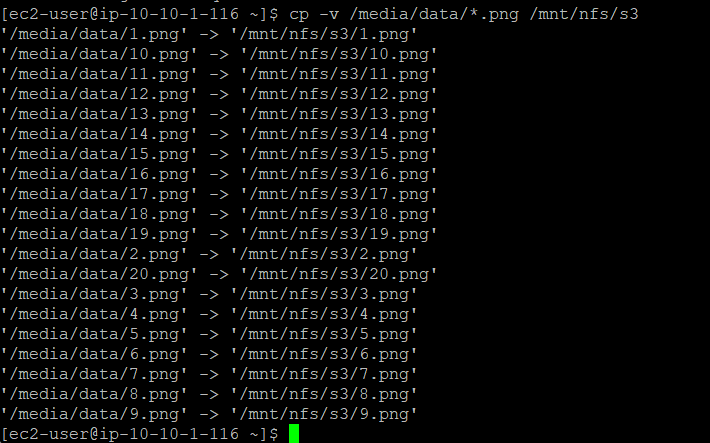 [ec2-user@ip-10-10-1-116 ~]$ cp -v /media/data/*.png /mnt/nfs/s3
'/media/data/1.png' -> '/mnt/nfs/s3/1.png'
'/media/data/10.png' -> '/mnt/nfs/s3/10.png'
'/media/data/11.png' -> '/mnt/nfs/s3/11.png'
'/media/data/12.png' -> '/mnt/nfs/s3/12.png'
'/media/data/13.png' -> '/mnt/nfs/s3/13.png'
'/media/data/14.png' -> '/mnt/nfs/s3/14.png'
'/media/data/15.png' -> '/mnt/nfs/s3/15.png'
'/media/data/16.png' -> '/mnt/nfs/s3/16.png'
'/media/data/17.png' -> '/mnt/nfs/s3/17.png'
'/media/data/18.png' -> '/mnt/nfs/s3/18.png'
'/media/data/19.png' -> '/mnt/nfs/s3/19.png'
'/media/data/2.png' -> '/mnt/nfs/s3/2.png'
'/media/data/20.png' -> '/mnt/nfs/s3/20.png'
'/media/data/3.png' -> '/mnt/nfs/s3/3.png'
'/media/data/4.png' -> '/mnt/nfs/s3/4.png'
'/media/data/5.png' -> '/mnt/nfs/s3/5.png'
'/media/data/6.png' -> '/mnt/nfs/s3/6.png'
'/media/data/7.png' -> '/mnt/nfs/s3/7.png'
'/media/data/8.png' -> '/mnt/nfs/s3/8.png'
'/media/data/9.png' -> '/mnt/nfs/s3/9.png'
[ec2-user@ip-10-10-1-116 ~]$